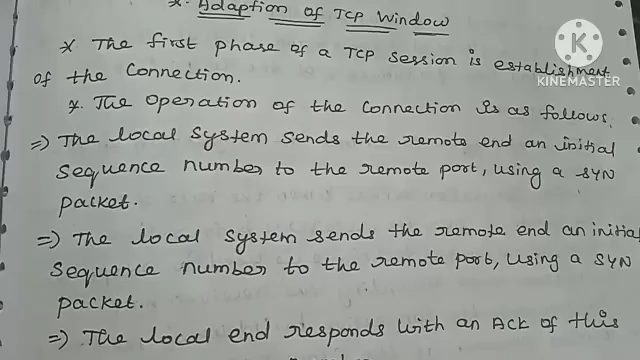 * Adaption of TCP Window
* The first phase of a TCP session is establishment
of the connection.
* The operation of the connection is as follows.
=> The local system sends the remote end an initial
sequence number to the remote port, using a SYN
packet.
=> The local system sends the remote end an initial
sequence number to the remote port, using a SYN
packet.
=> The local end responds with an Ack of this
K
KINEMASTER